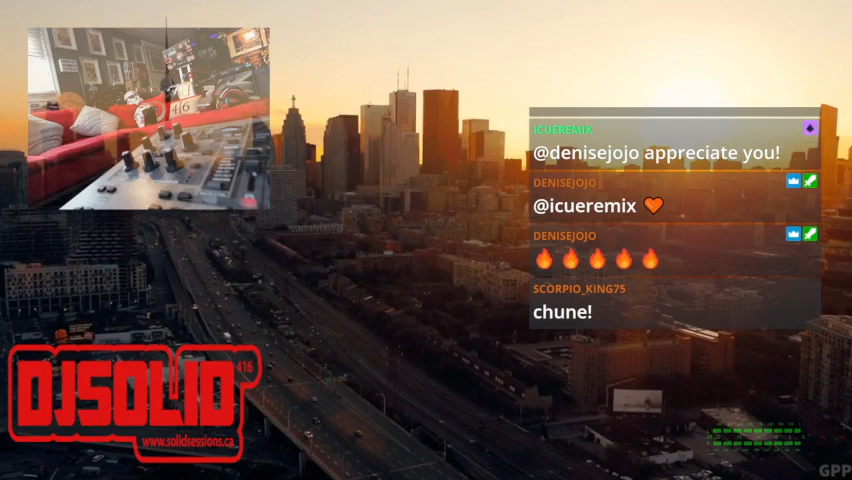 416
ICUEREMIX
@denisejojo appreciate you!
DENISEJOJO
@icueremix
DENISEJOJO
SCORPIO_KING75
chune!
DJSOLID
416
www.solidsessions.ca
GPP